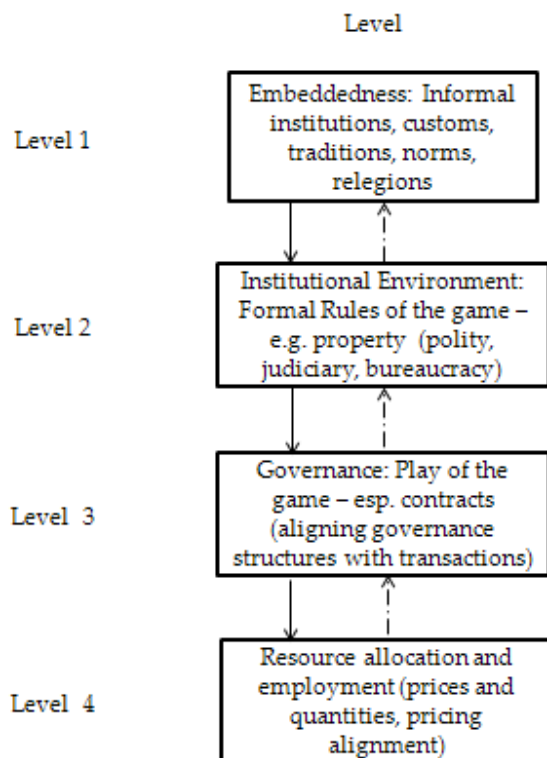 Level
Level 1
Embeddedness: Informal
institutions, customs,
traditions, norms,
relegions
Level 2
Institutional Environment:
Formal Rules of the game –
e.g. property (polity,
judiciary, bureaucracy)
Level 3
Governance: Play of the
game – esp. contracts
(aligning governance
structures with transactions)
Level 4
Resource allocation and
employment (prices and
quantities, pricing
alignment)